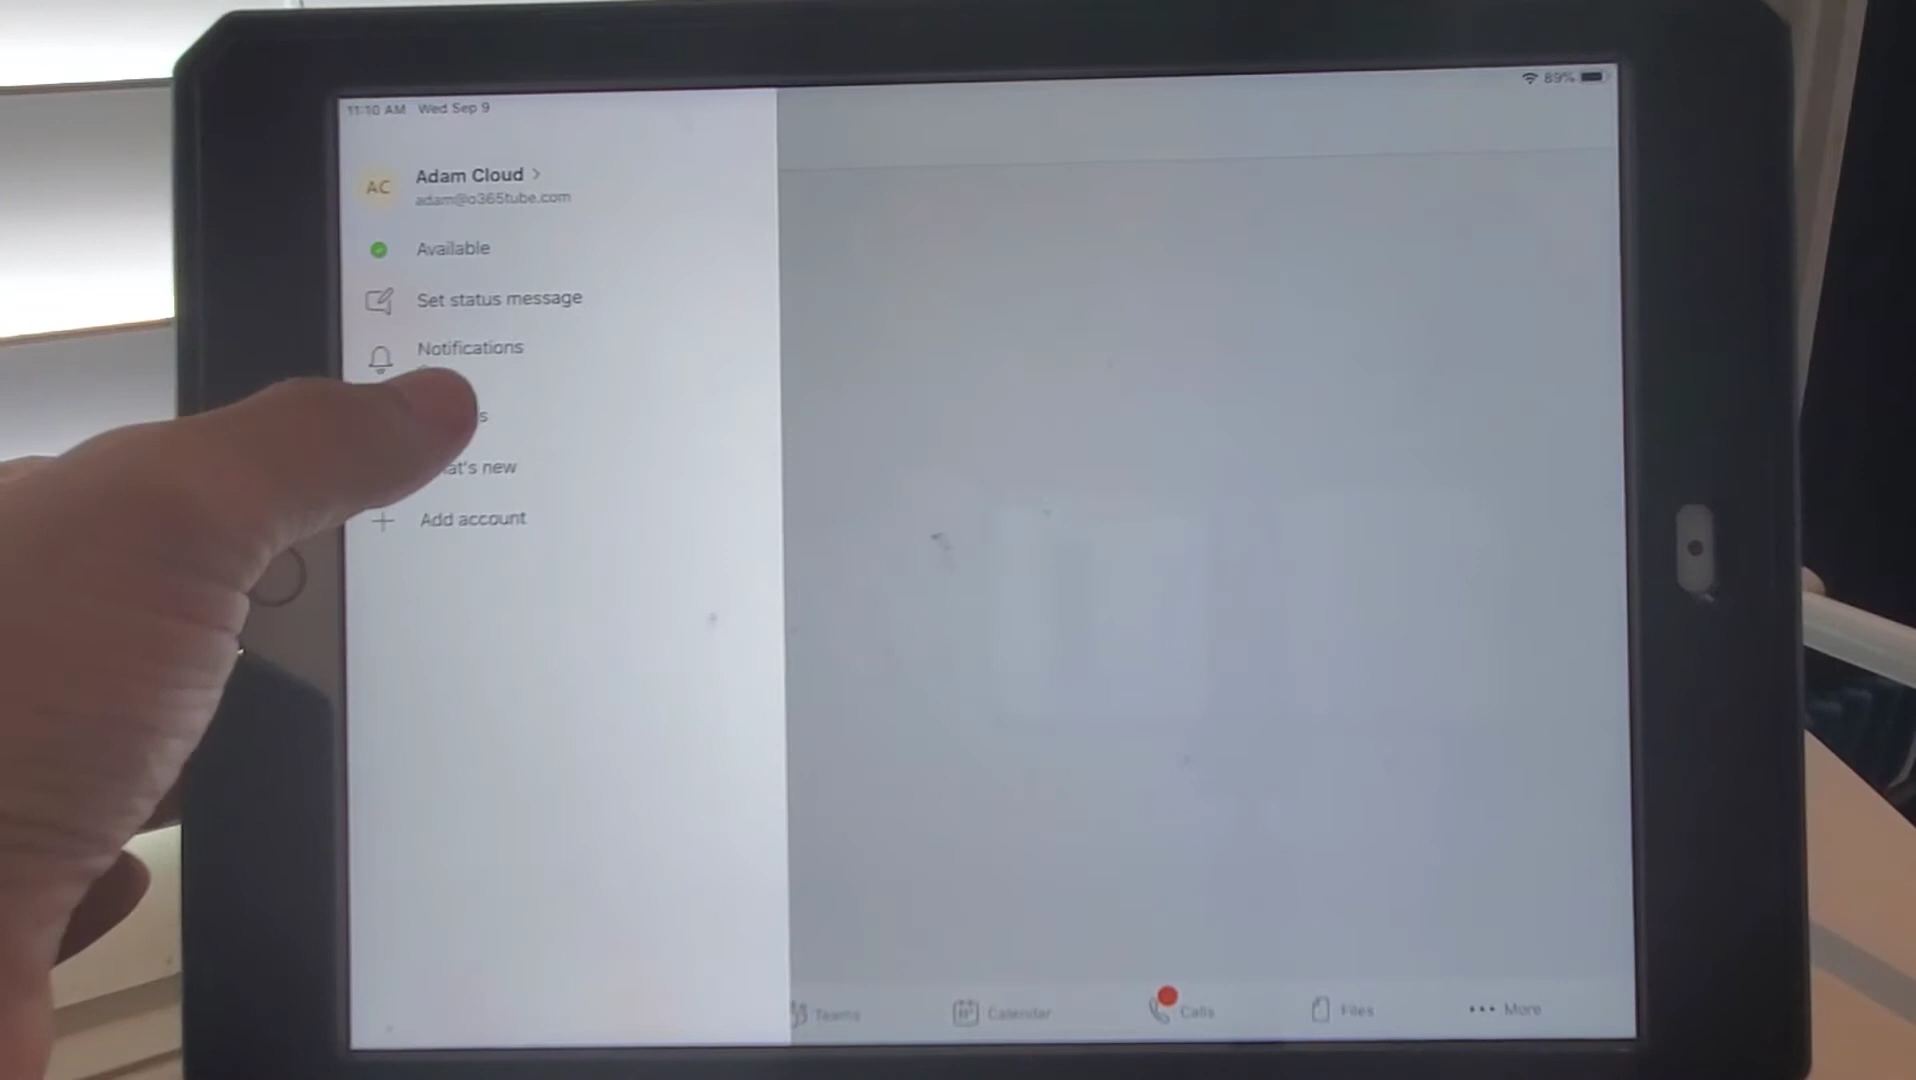 11:10 AM Wed Sep 9
89%
AC
Adam Cloud >
adam@o365tube.com
Available
Set status message
Notifications
s
at's new
Add account
Teams
Calendar
Calls
Files
More